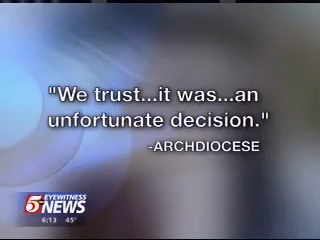 "We trust...it was...an
unfortunate decision."
-ARCHDIOCESE
5 EYEWITNESS
NEWS
6:13 45°